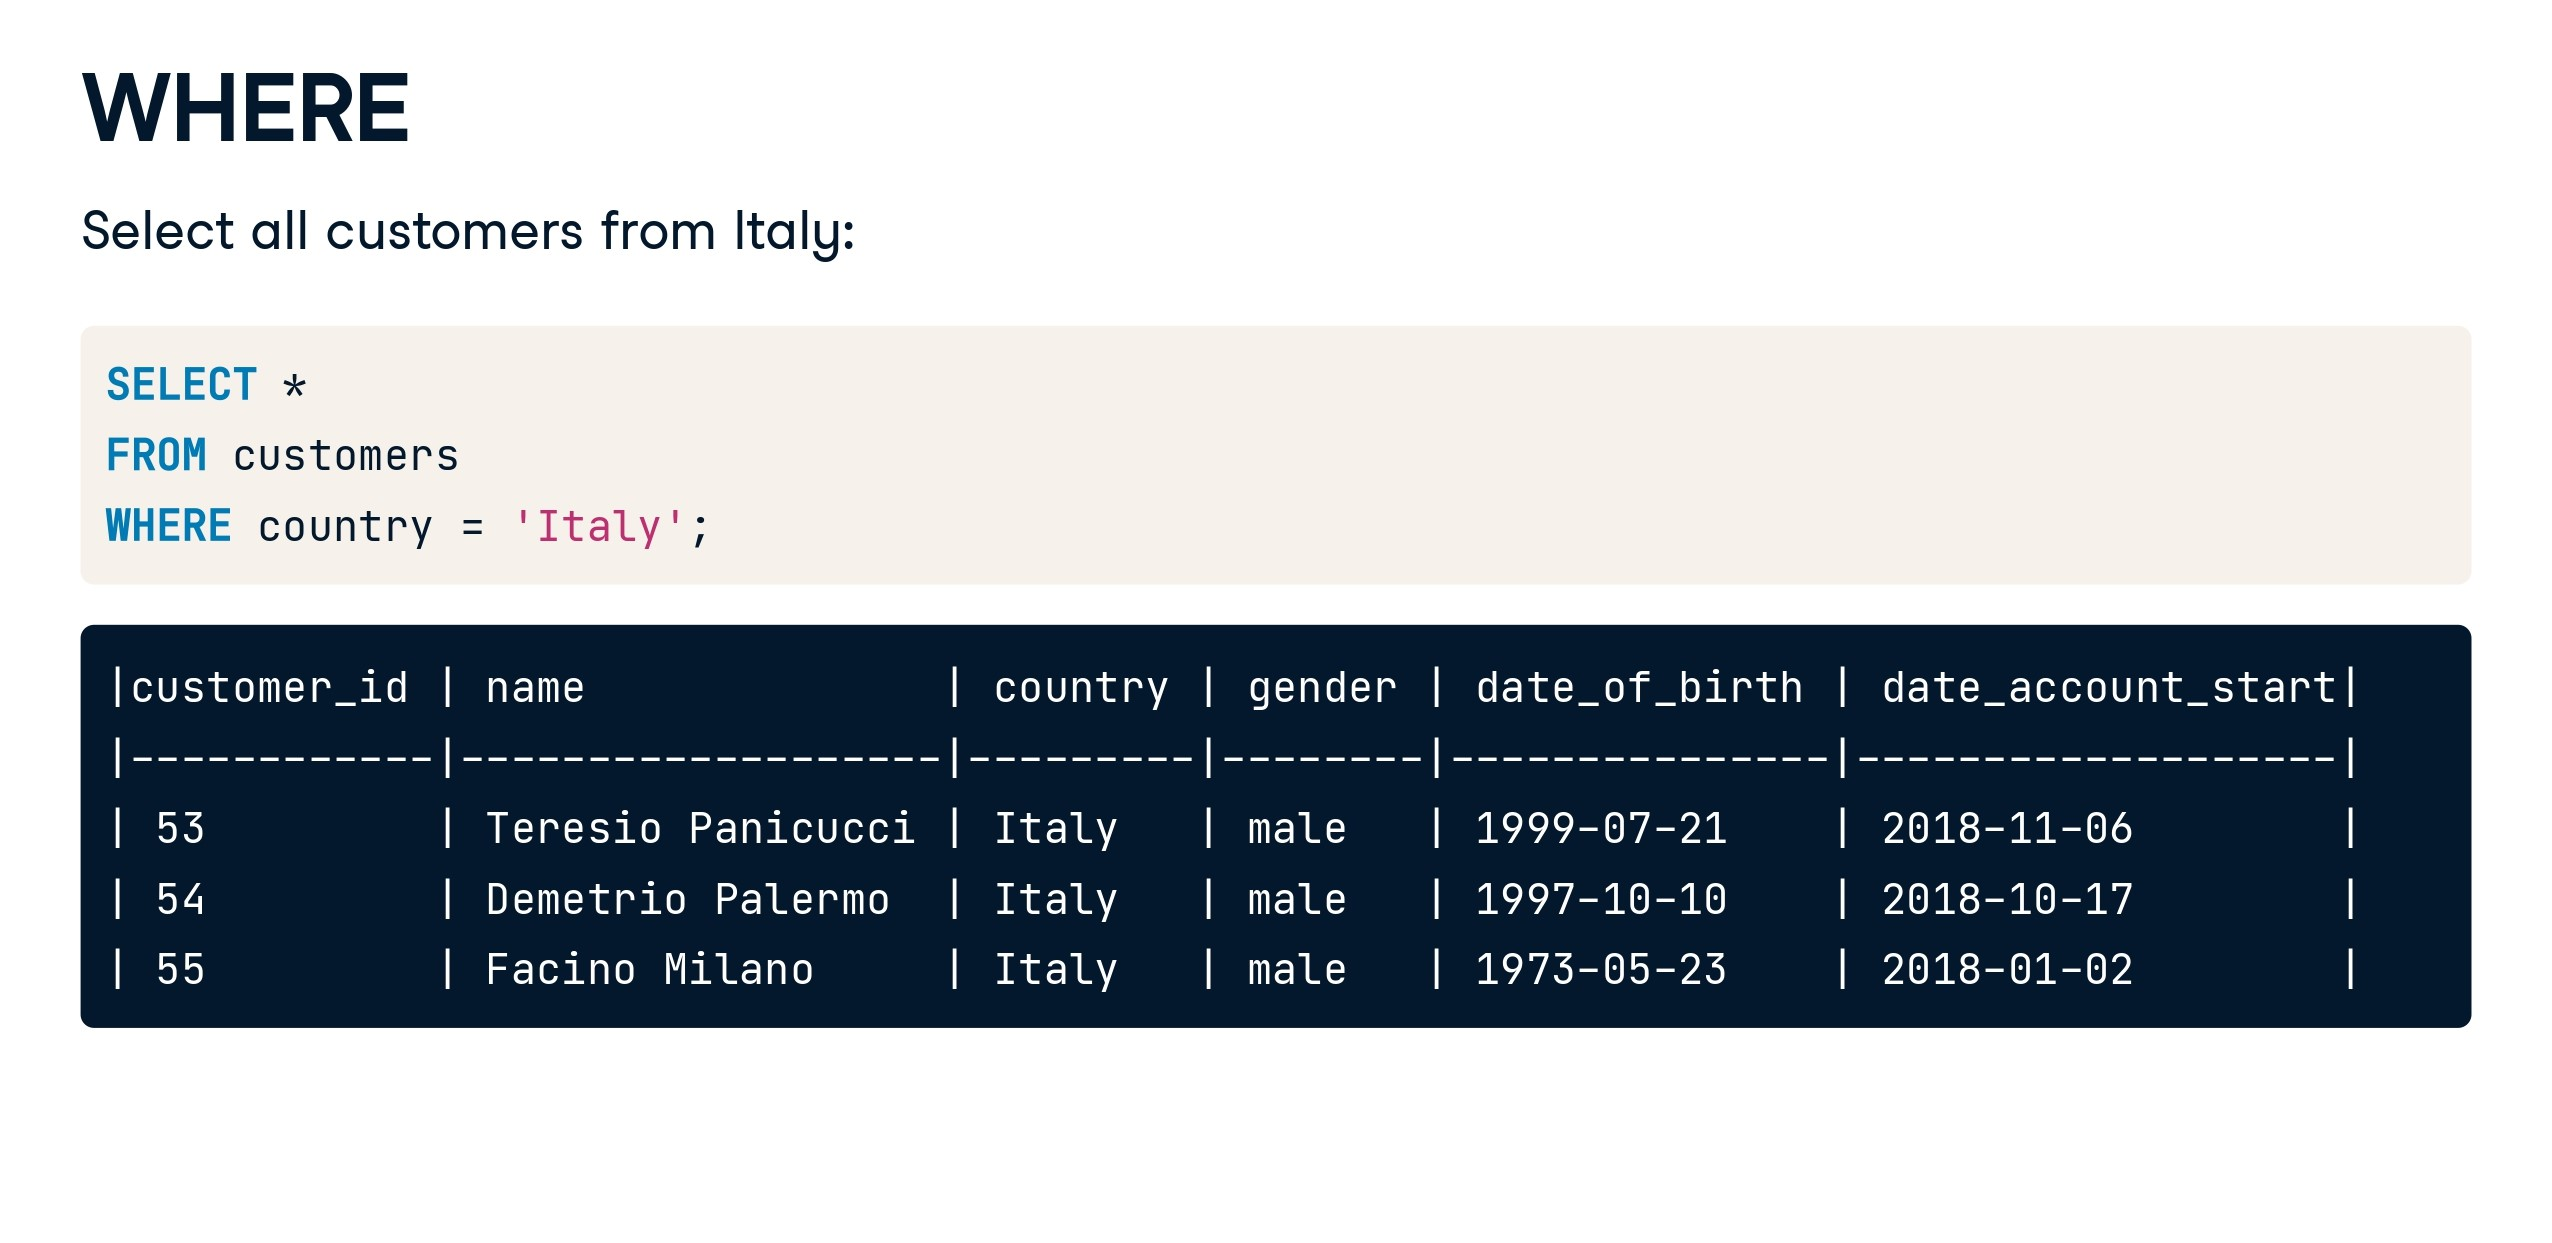 WHERE
Select all customers from Italy:
SELECT *
FROM customers
WHERE country = 'Italy';
|customer_id | name              | country | gender | date_of_birth | date_account_start|
|------------|-------------------|---------|--------|---------------|-------------------|
| 53         | Teresio Panicucci | Italy   | male   | 1999-07-21    | 2018-11-06        |
| 54         | Demetrio Palermo  | Italy   | male   | 1997-10-10    | 2018-10-17        |
| 55         | Facino Milano     | Italy   | male   | 1973-05-23    | 2018-01-02        |